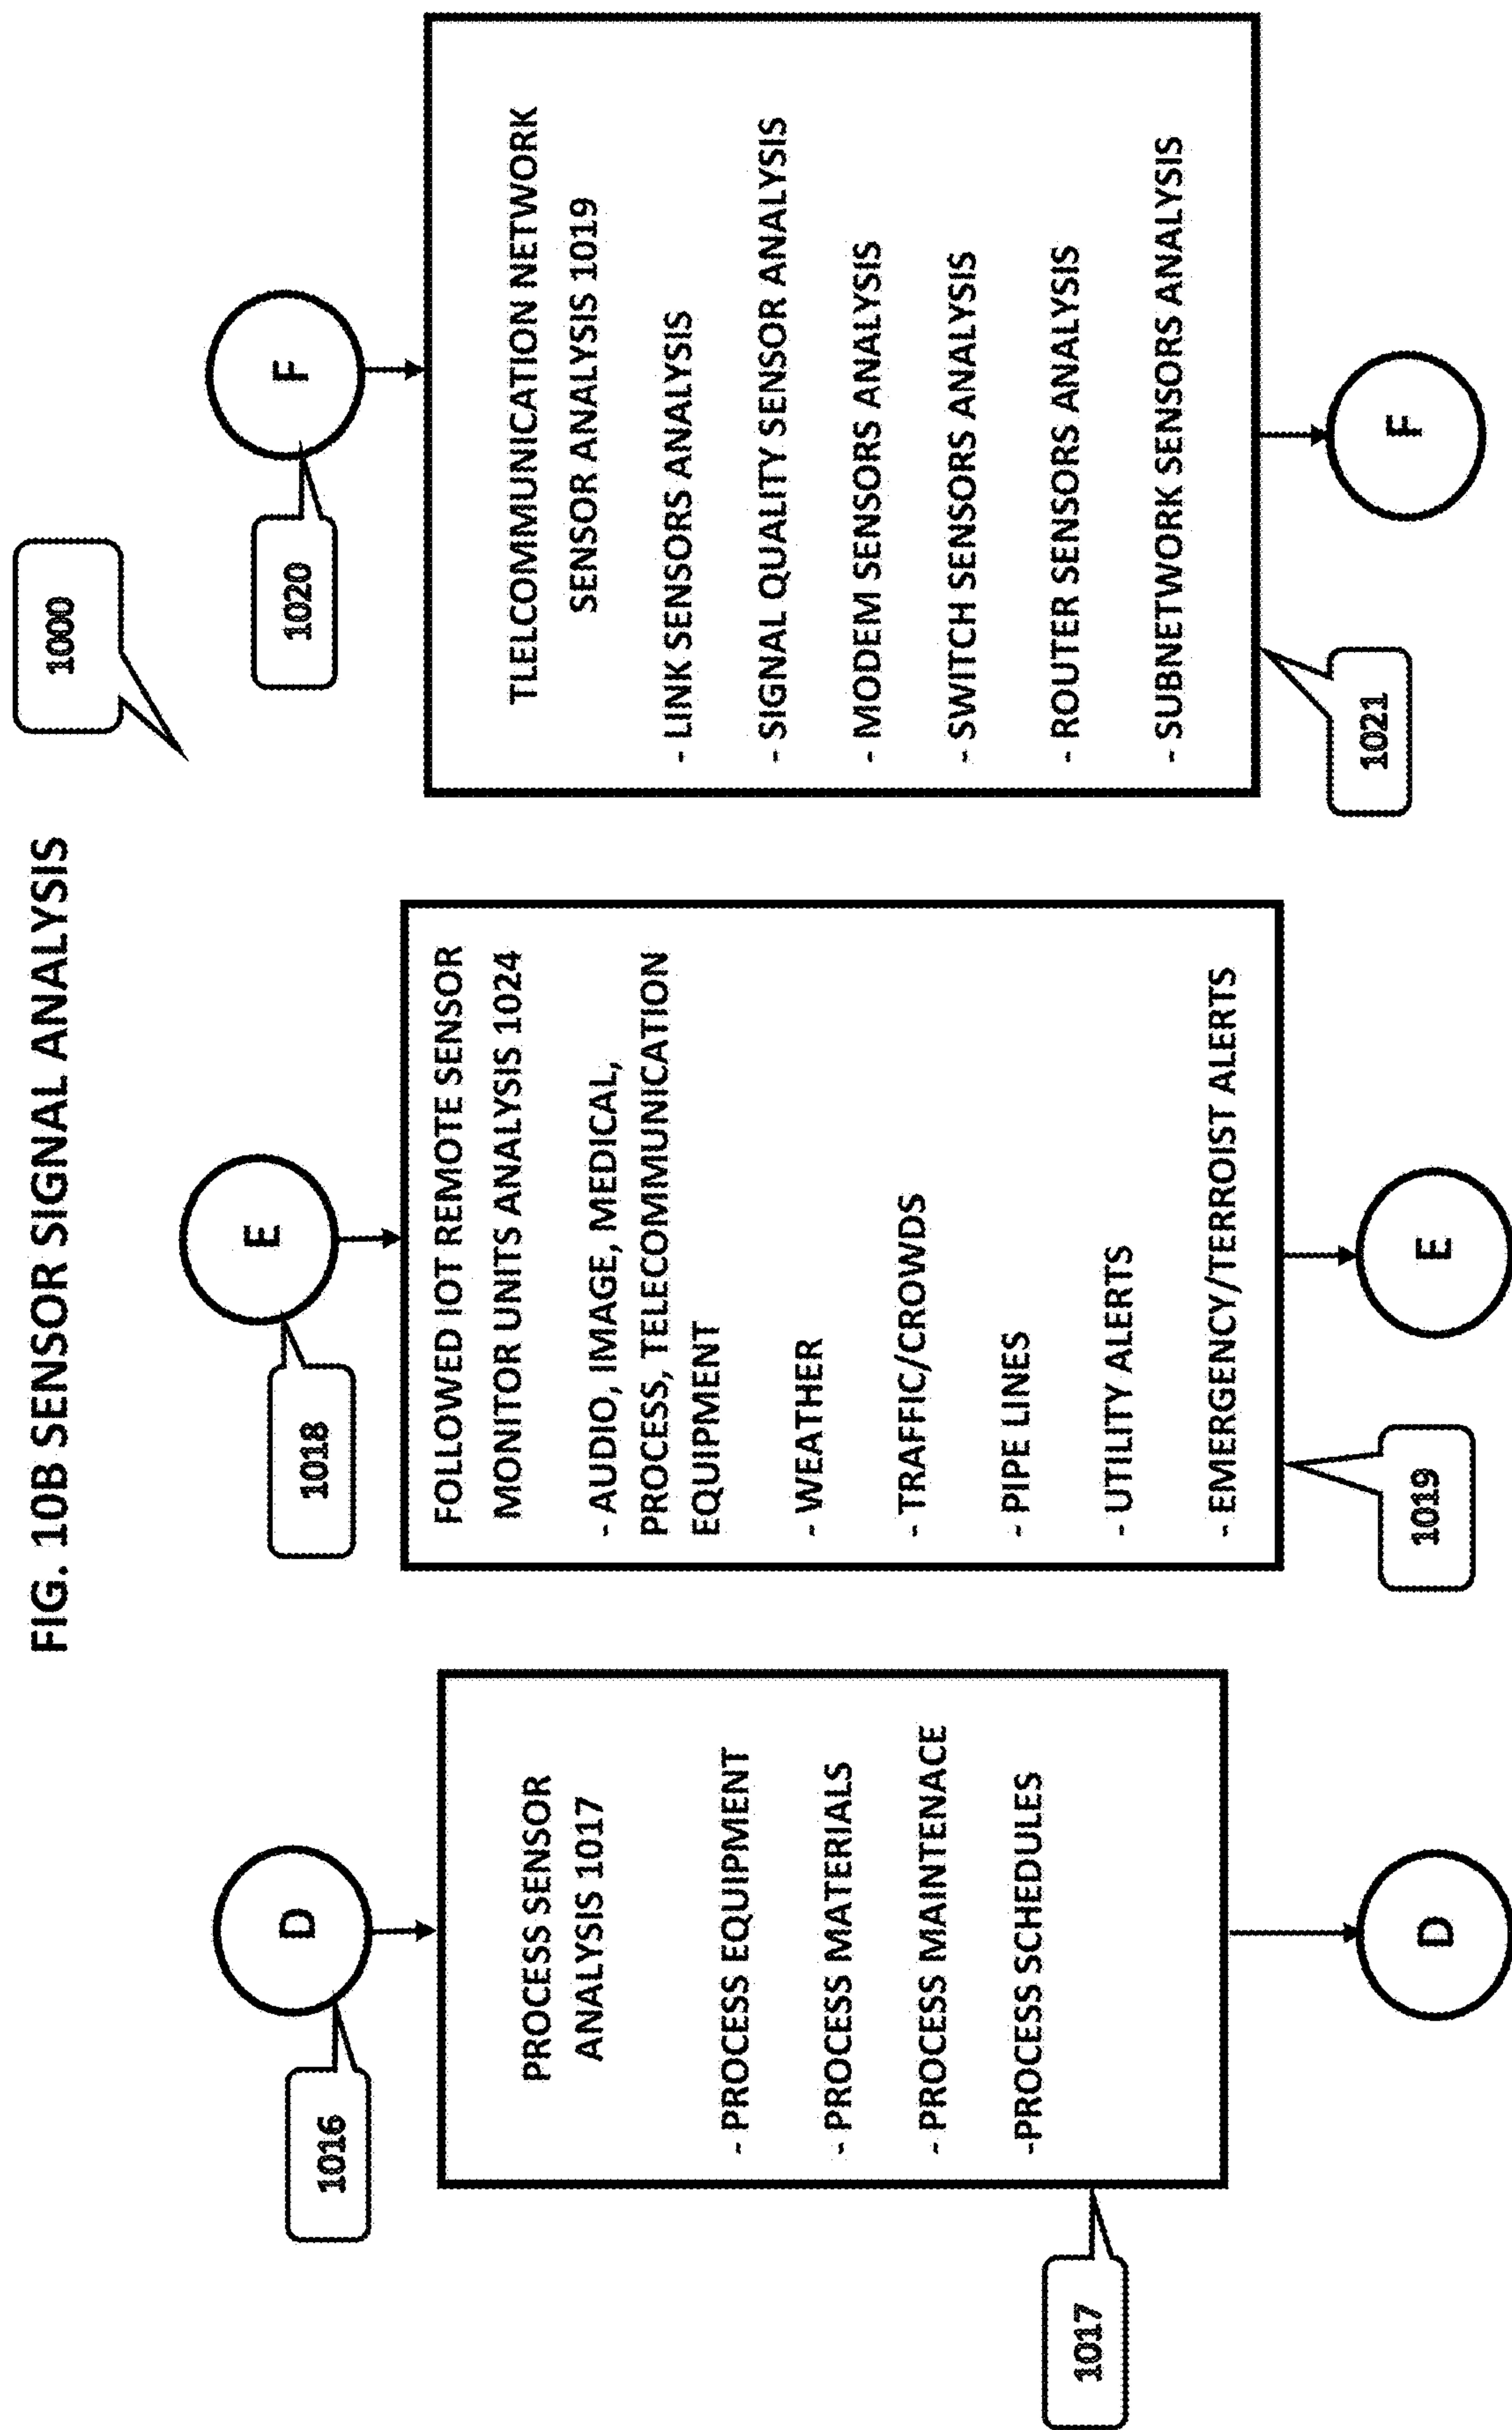 FIG. 10B SENSOR SIGNAL ANALYSIS
1000
D
1016
PROCESS SENSOR
ANALYSIS 1017
- PROCESS EQUIPMENT
- PROCESS MATERIALS
- PROCESS MAINTENACE
-PROCESS SCHEDULES
1017
D
E
1018
FOLLOWED IOT REMOTE SENSOR
MONITOR UNITS ANALYSIS 1024
- AUDIO, IMAGE, MEDICAL,
PROCESS, TELECOMMUNICATION
EQUIPMENT
- WEATHER
- TRAFFIC/CROWDS
- PIPE LINES
- UTILITY ALERTS
- EMERGENCY/TERROIST ALERTS
1019
E
F
1020
TLELCOMMUNICATION NETWORK
SENSOR ANALYSIS 1019
- LINK SENSORS ANALYSIS
- SIGNAL QUALITY SENSOR ANALYSIS
- MODEM SENSORS ANALYSIS
- SWITCH SENSORS ANALYSIS
- ROUTER SENSORS ANALYSIS
- SUBNETWORK SENSORS ANALYSIS
1021
F